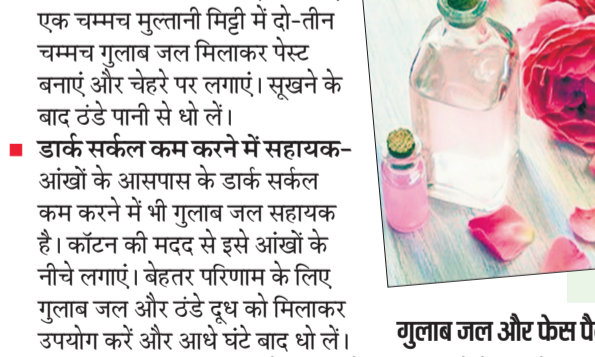 एक चम्मच मुल्तानी मिट्टी में दो-तीन
चम्मच गुलाब जल मिलाकर पेस्ट
बनाएं और चेहरे पर लगाएं। सूखने के
बाद ठंडे पानी से धो लें।
■ डार्क सर्कल कम करने में सहायक-
आंखों के आसपास के डार्क सर्कल
कम करने में भी गुलाब जल सहायक
है। कॉटन की मदद से इसे आंखों के
नीचे लगाएं। बेहतर परिणाम के लिए
गुलाब जल और ठंडे दूध को मिलाकर
उपयोग करें और आधे घंटे बाद धो लें।
गुलाब जल और फेस